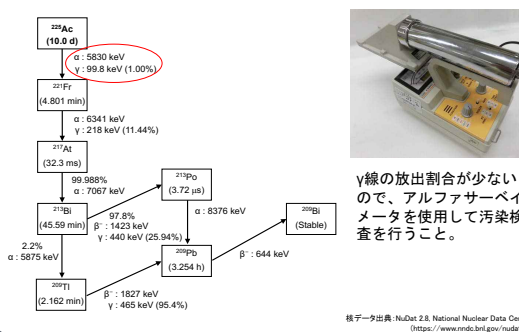 ²²⁵Ac
(10.0 d)
α : 5830 keV
γ : 99.8 keV (1.00%)
²²¹Fr
(4.801 min)
α : 6341 keV
γ : 218 keV (11.44%)
²¹⁷At
(32.3 ms)
99.988%
α : 7067 keV
²¹³Po
(3.72 μs)
²¹³Bi
(45.59 min)
97.8%
β⁻ : 1423 keV
γ : 440 keV (25.94%)
α : 8376 keV
²⁰⁹Bi
(Stable)
2.2%
α : 5875 keV
²⁰⁹Pb
(3.254 h)
β⁻ : 644 keV
²⁰⁹Tl
(2.162 min)
β⁻ : 1827 keV
γ : 465 keV (95.4%)
γ線の放出割合が少ない
ので、アルファサーベイ
メータを使用して汚染検
査を行うこと。
核データ出典: NuDat 2.8, National Nuclear Data Cen
(https://www.nndc.bnl.gov/nudat